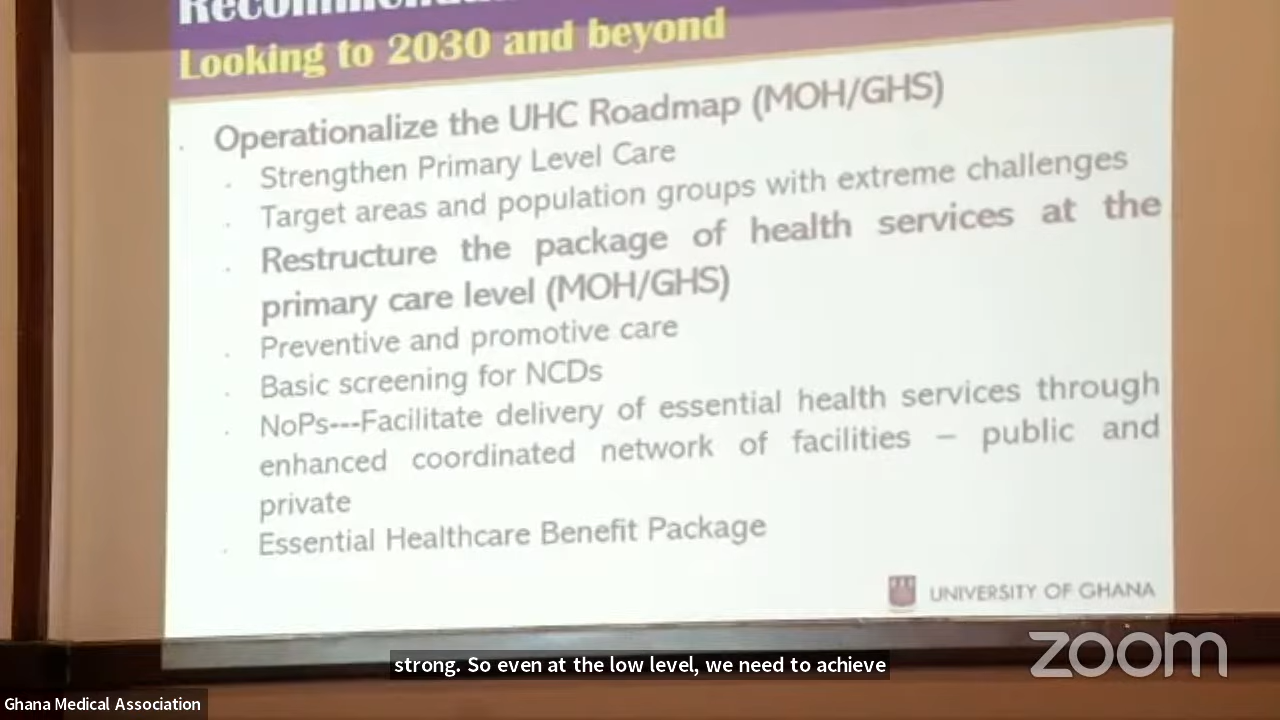 Looking to 2030 and beyond
Operationalize the UHC Roadmap (MOH/GHS)
Strengthen Primary Level Care
Target areas and population groups with extreme challenges
Restructure the package of health services at the
primary care level (MOH/GHS)
Preventive and promotive care
Basic screening for NCDs
NoPs---Facilitate delivery of essential health services through
enhanced coordinated network of facilities – public and
private
Essential Healthcare Benefit Package
UNIVERSITY OF GHANA
zoom
strong. So even at the low level, we need to achieve
Ghana Medical Association